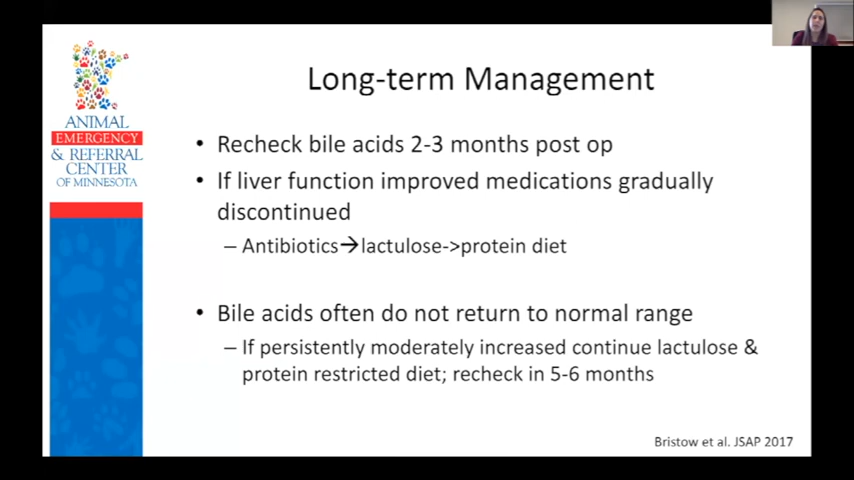 ANIMAL
EMERGENCY
& REFERRAL
CENTER
OF MINNESOTA
Long-term Management
• Recheck bile acids 2-3 months post op
• If liver function improved medications gradually
discontinued
– Antibiotics→lactulose->protein diet
• Bile acids often do not return to normal range
– If persistently moderately increased continue lactulose &
protein restricted diet; recheck in 5-6 months
Bristow et al. JSAP 2017